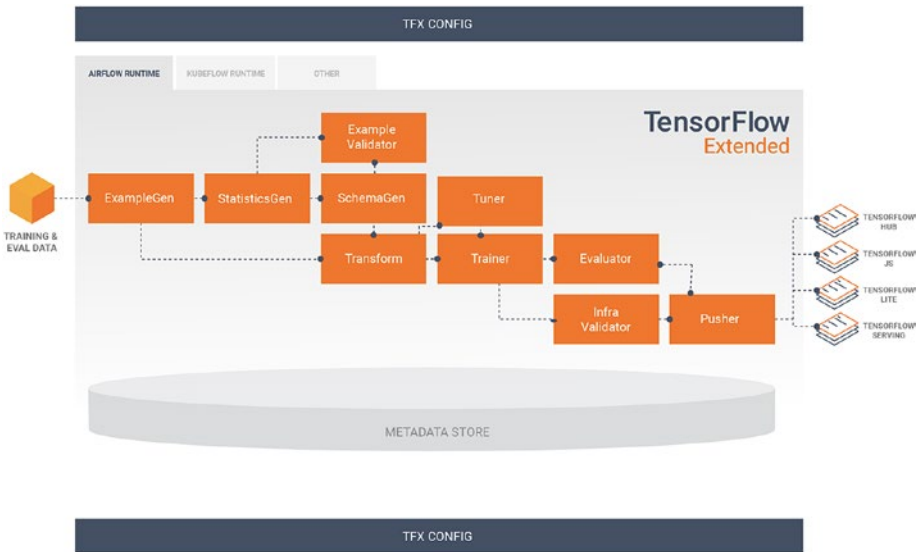 TFX CONFIG
AIRFLOW RUNTIME
KUBEFLOW RUNTIME
OTHER
TensorFlow
Extended
Example
Validator
ExampleGen
StatisticsGen
SchemaGen
Tuner
TRAINING &
EVAL DATA
Transform
Trainer
Evaluator
Infra
Validator
Pusher
TENSORFLOW
HUB
TENSORFLOW
JS
TENSORFLOW
LITE
TENSORFLOW
SERVING
METADATA STORE
TFX CONFIG